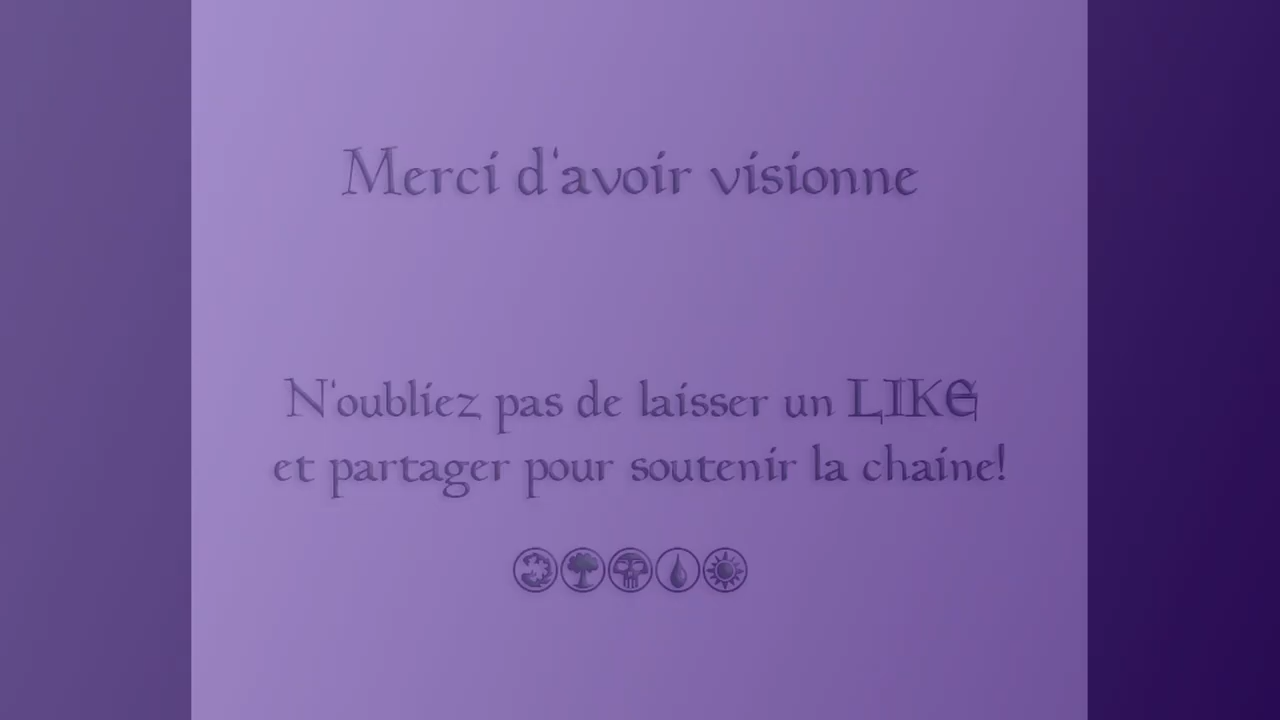 Merci d'avoir visionne
N'oubliez pas de laisser un LIKE
et partager pour soutenir la chaine!